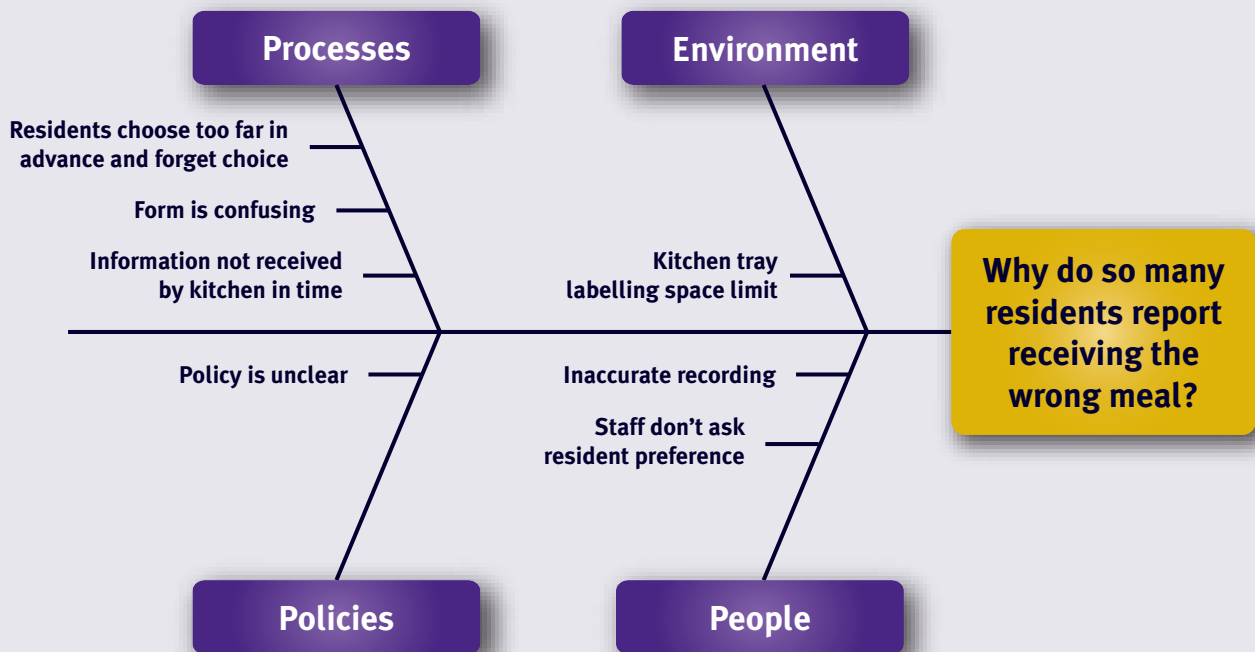 Processes
Environment
Residents choose too far in
advance and forget choice
Form is confusing
Information not received
by kitchen in time
Kitchen tray
labelling space limit
Why do so many
residents report
receiving the
wrong meal?
Policy is unclear
Inaccurate recording
Staff don’t ask
resident preference
Policies
People